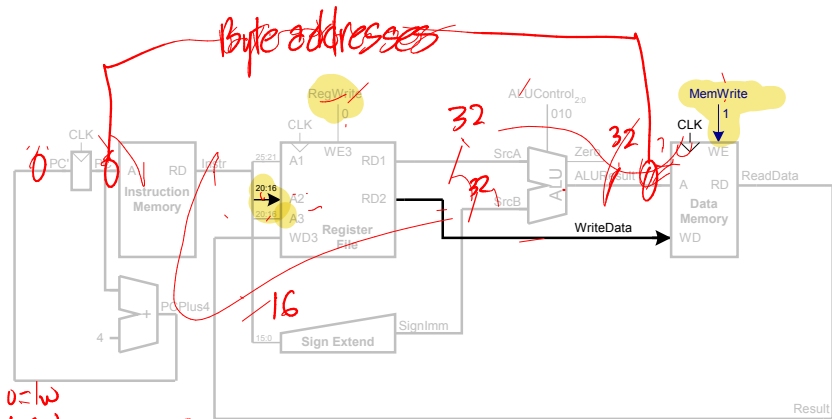 Byte addresses
RegWrite
0
ALUControl2:0
010
MemWrite
1
CLK
CLK
CLK
32
32
0
PC'
PC
A
RD
Instruction
Memory
Instr
25:21
A1
WE3
RD1
SrcA
Zero
WE
20:16
A2
RD2
32
SrcB
ALU
ALUResult
A
RD
ReadData
20:16
A3
WD3
Register
File
WriteData
Data
Memory
WD
PCPlus4
+
4
16
SignImm
15:0
Sign Extend
0=lw
Result